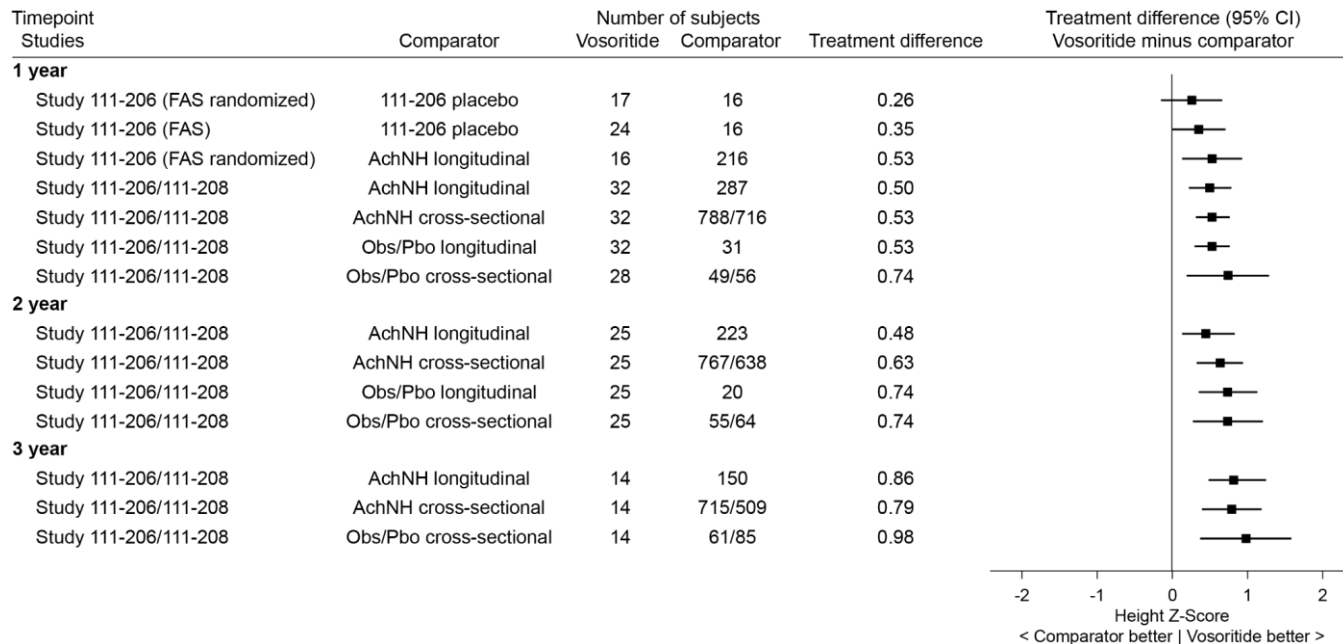 Timepoint Number of subjects Treatment difference (95% CI)
Studies Comparator Vosoritide Comparator Treatment difference Vosoritide minus comparator
1 year
Study 111-206 (FAS randomized) 111-206 placebo 17 16 0.26
Study 111-206 (FAS) 111-206 placebo 24 16 0.35
Study 111-206 (FAS randomized) AchNH longitudinal 16 216 0.53
Study 111-206/111-208 AchNH longitudinal 32 287 0.50
Study 111-206/111-208 AchNH cross-sectional 32 788/716 0.53
Study 111-206/111-208 Obs/Pbo longitudinal 32 31 0.53
Study 111-206/111-208 Obs/Pbo cross-sectional 28 49/56 0.74
2 year
Study 111-206/111-208 AchNH longitudinal 25 223 0.48
Study 111-206/111-208 AchNH cross-sectional 25 767/638 0.63
Study 111-206/111-208 Obs/Pbo longitudinal 25 20 0.74
Study 111-206/111-208 Obs/Pbo cross-sectional 25 55/64 0.74
3 year
Study 111-206/111-208 AchNH longitudinal 14 150 0.86
Study 111-206/111-208 AchNH cross-sectional 14 715/509 0.79
Study 111-206/111-208 Obs/Pbo cross-sectional 14 61/85 0.98
-2 -1 0 1 2
Height Z-Score
< Comparator better | Vosoritide better >